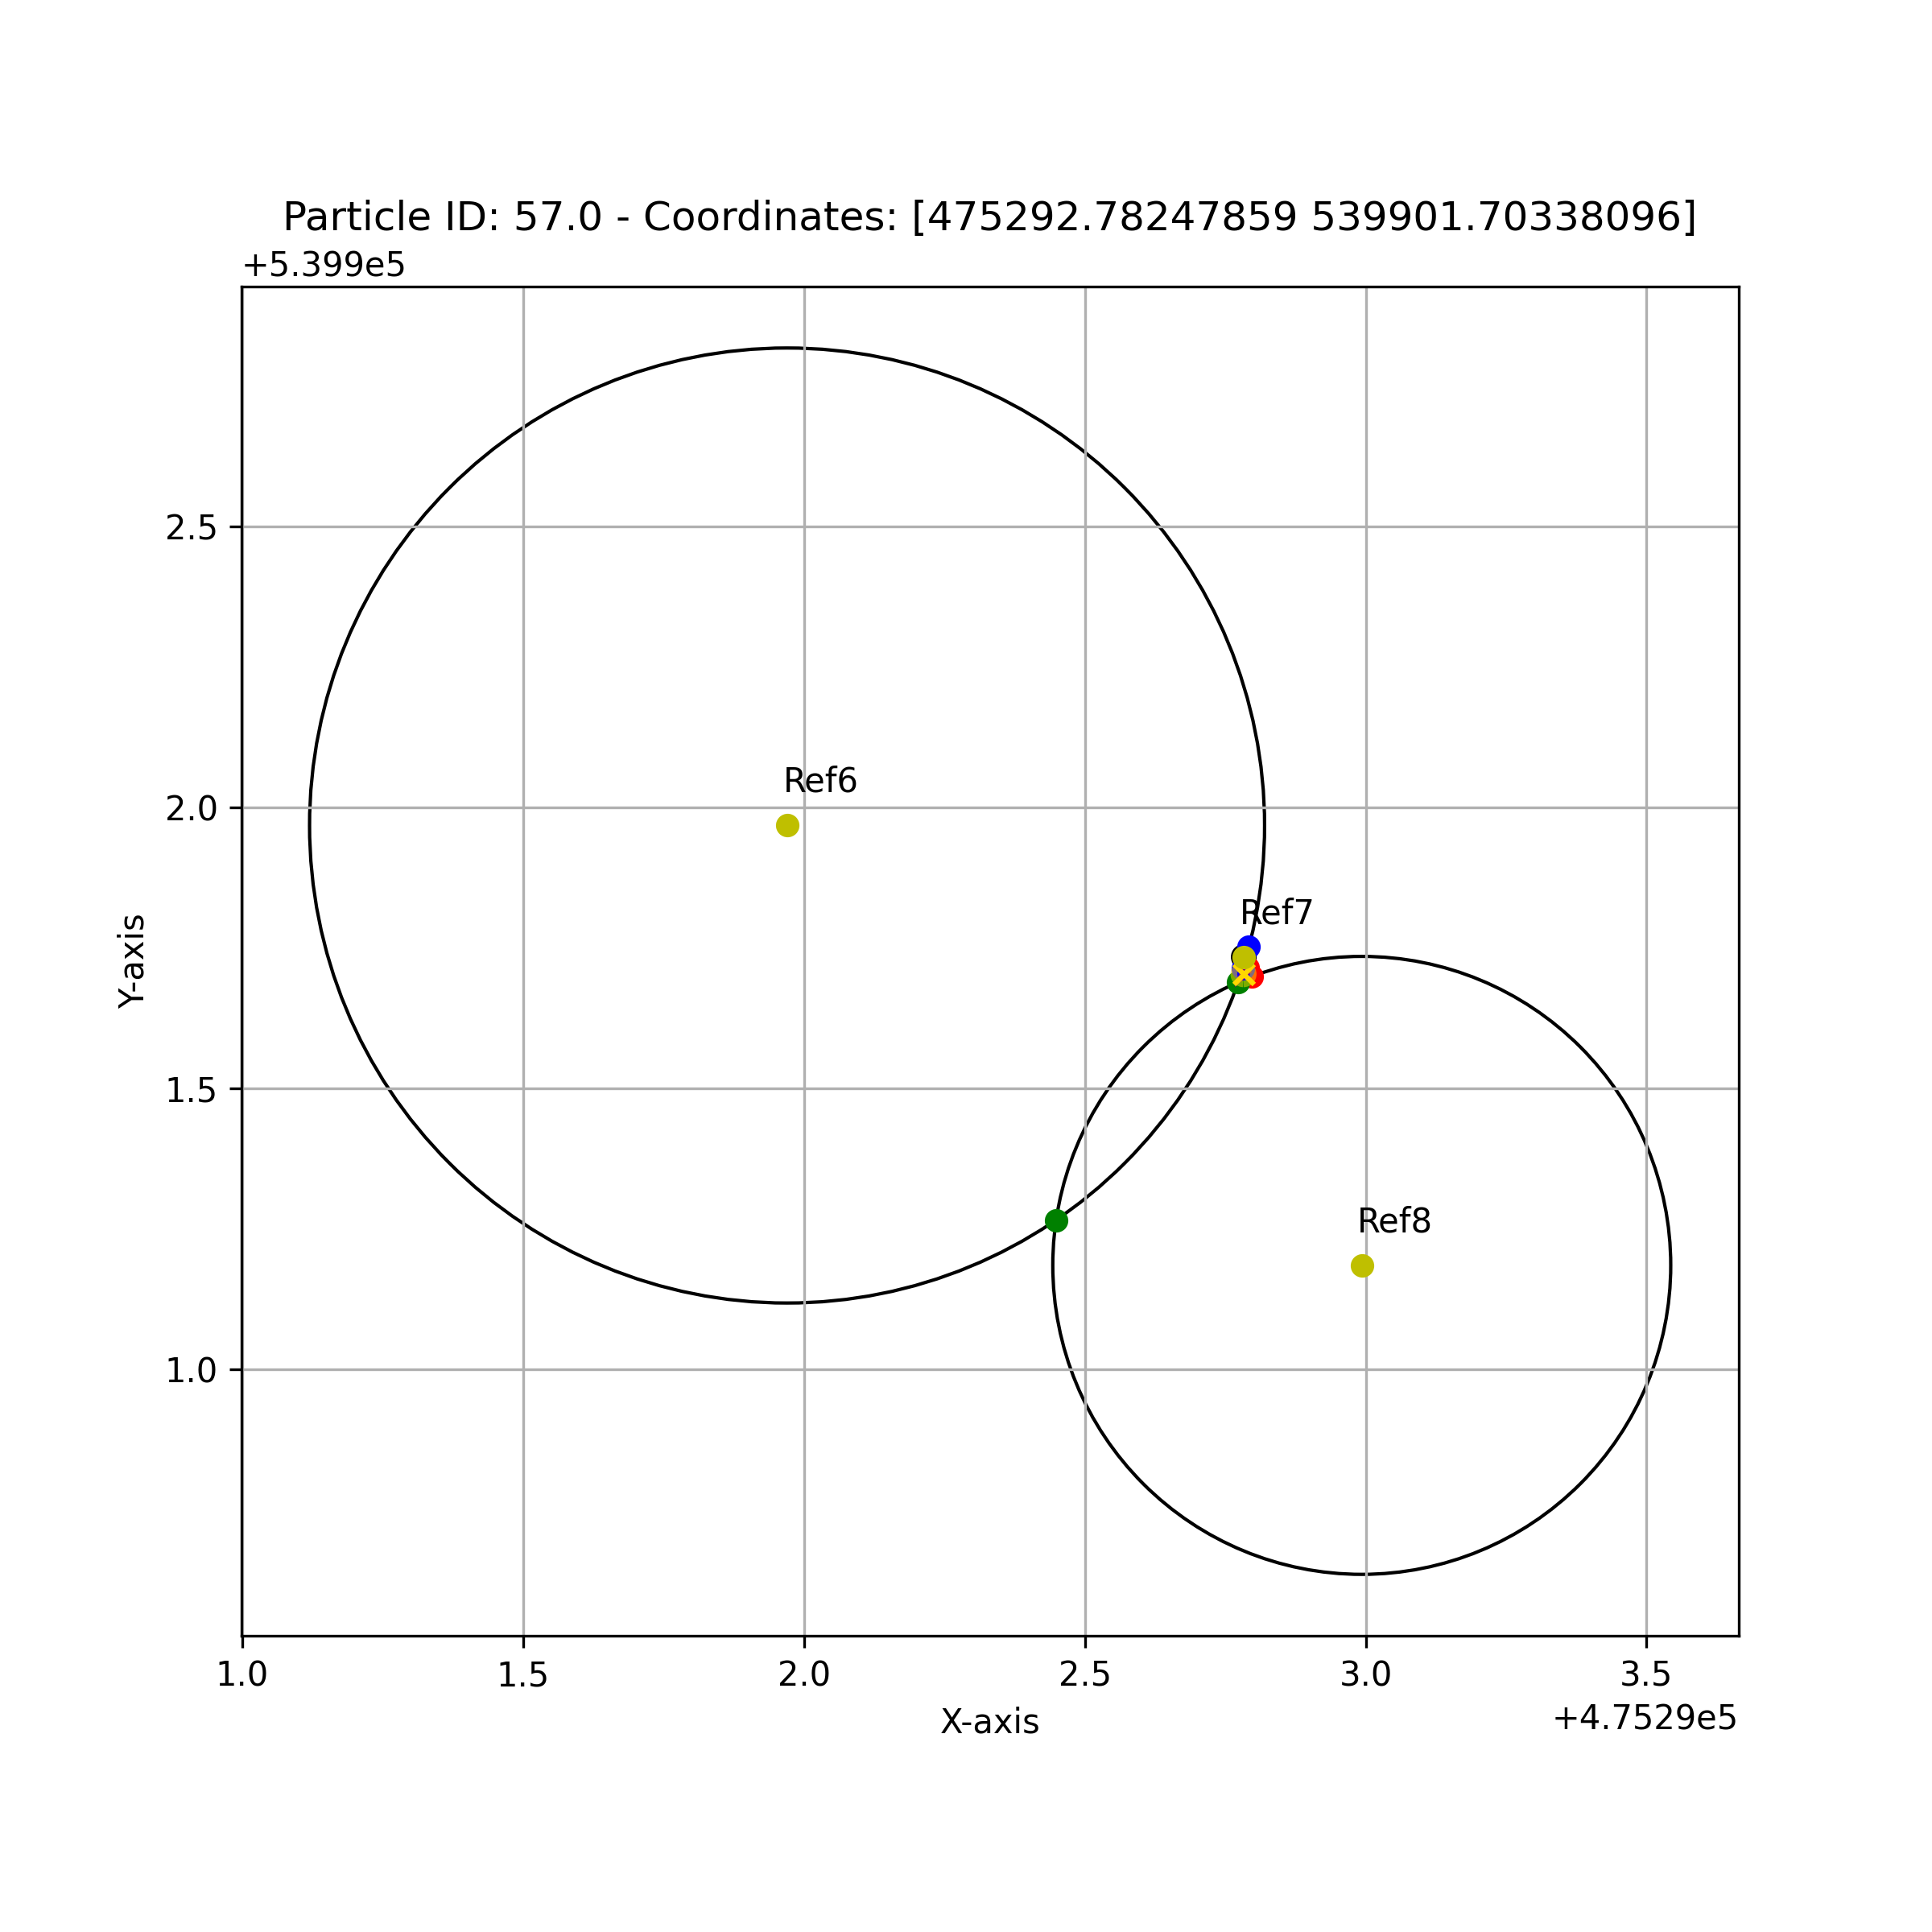 Particle ID: 57.0 - Coordinates: [475292.78247859 539901.70338096]
+5.399e5
2.5
2.0
1.5
1.0
Y-axis
Ref6
Ref7
Ref8
1.0 1.5 2.0 2.5 3.0 3.5
X-axis
+4.7529e5